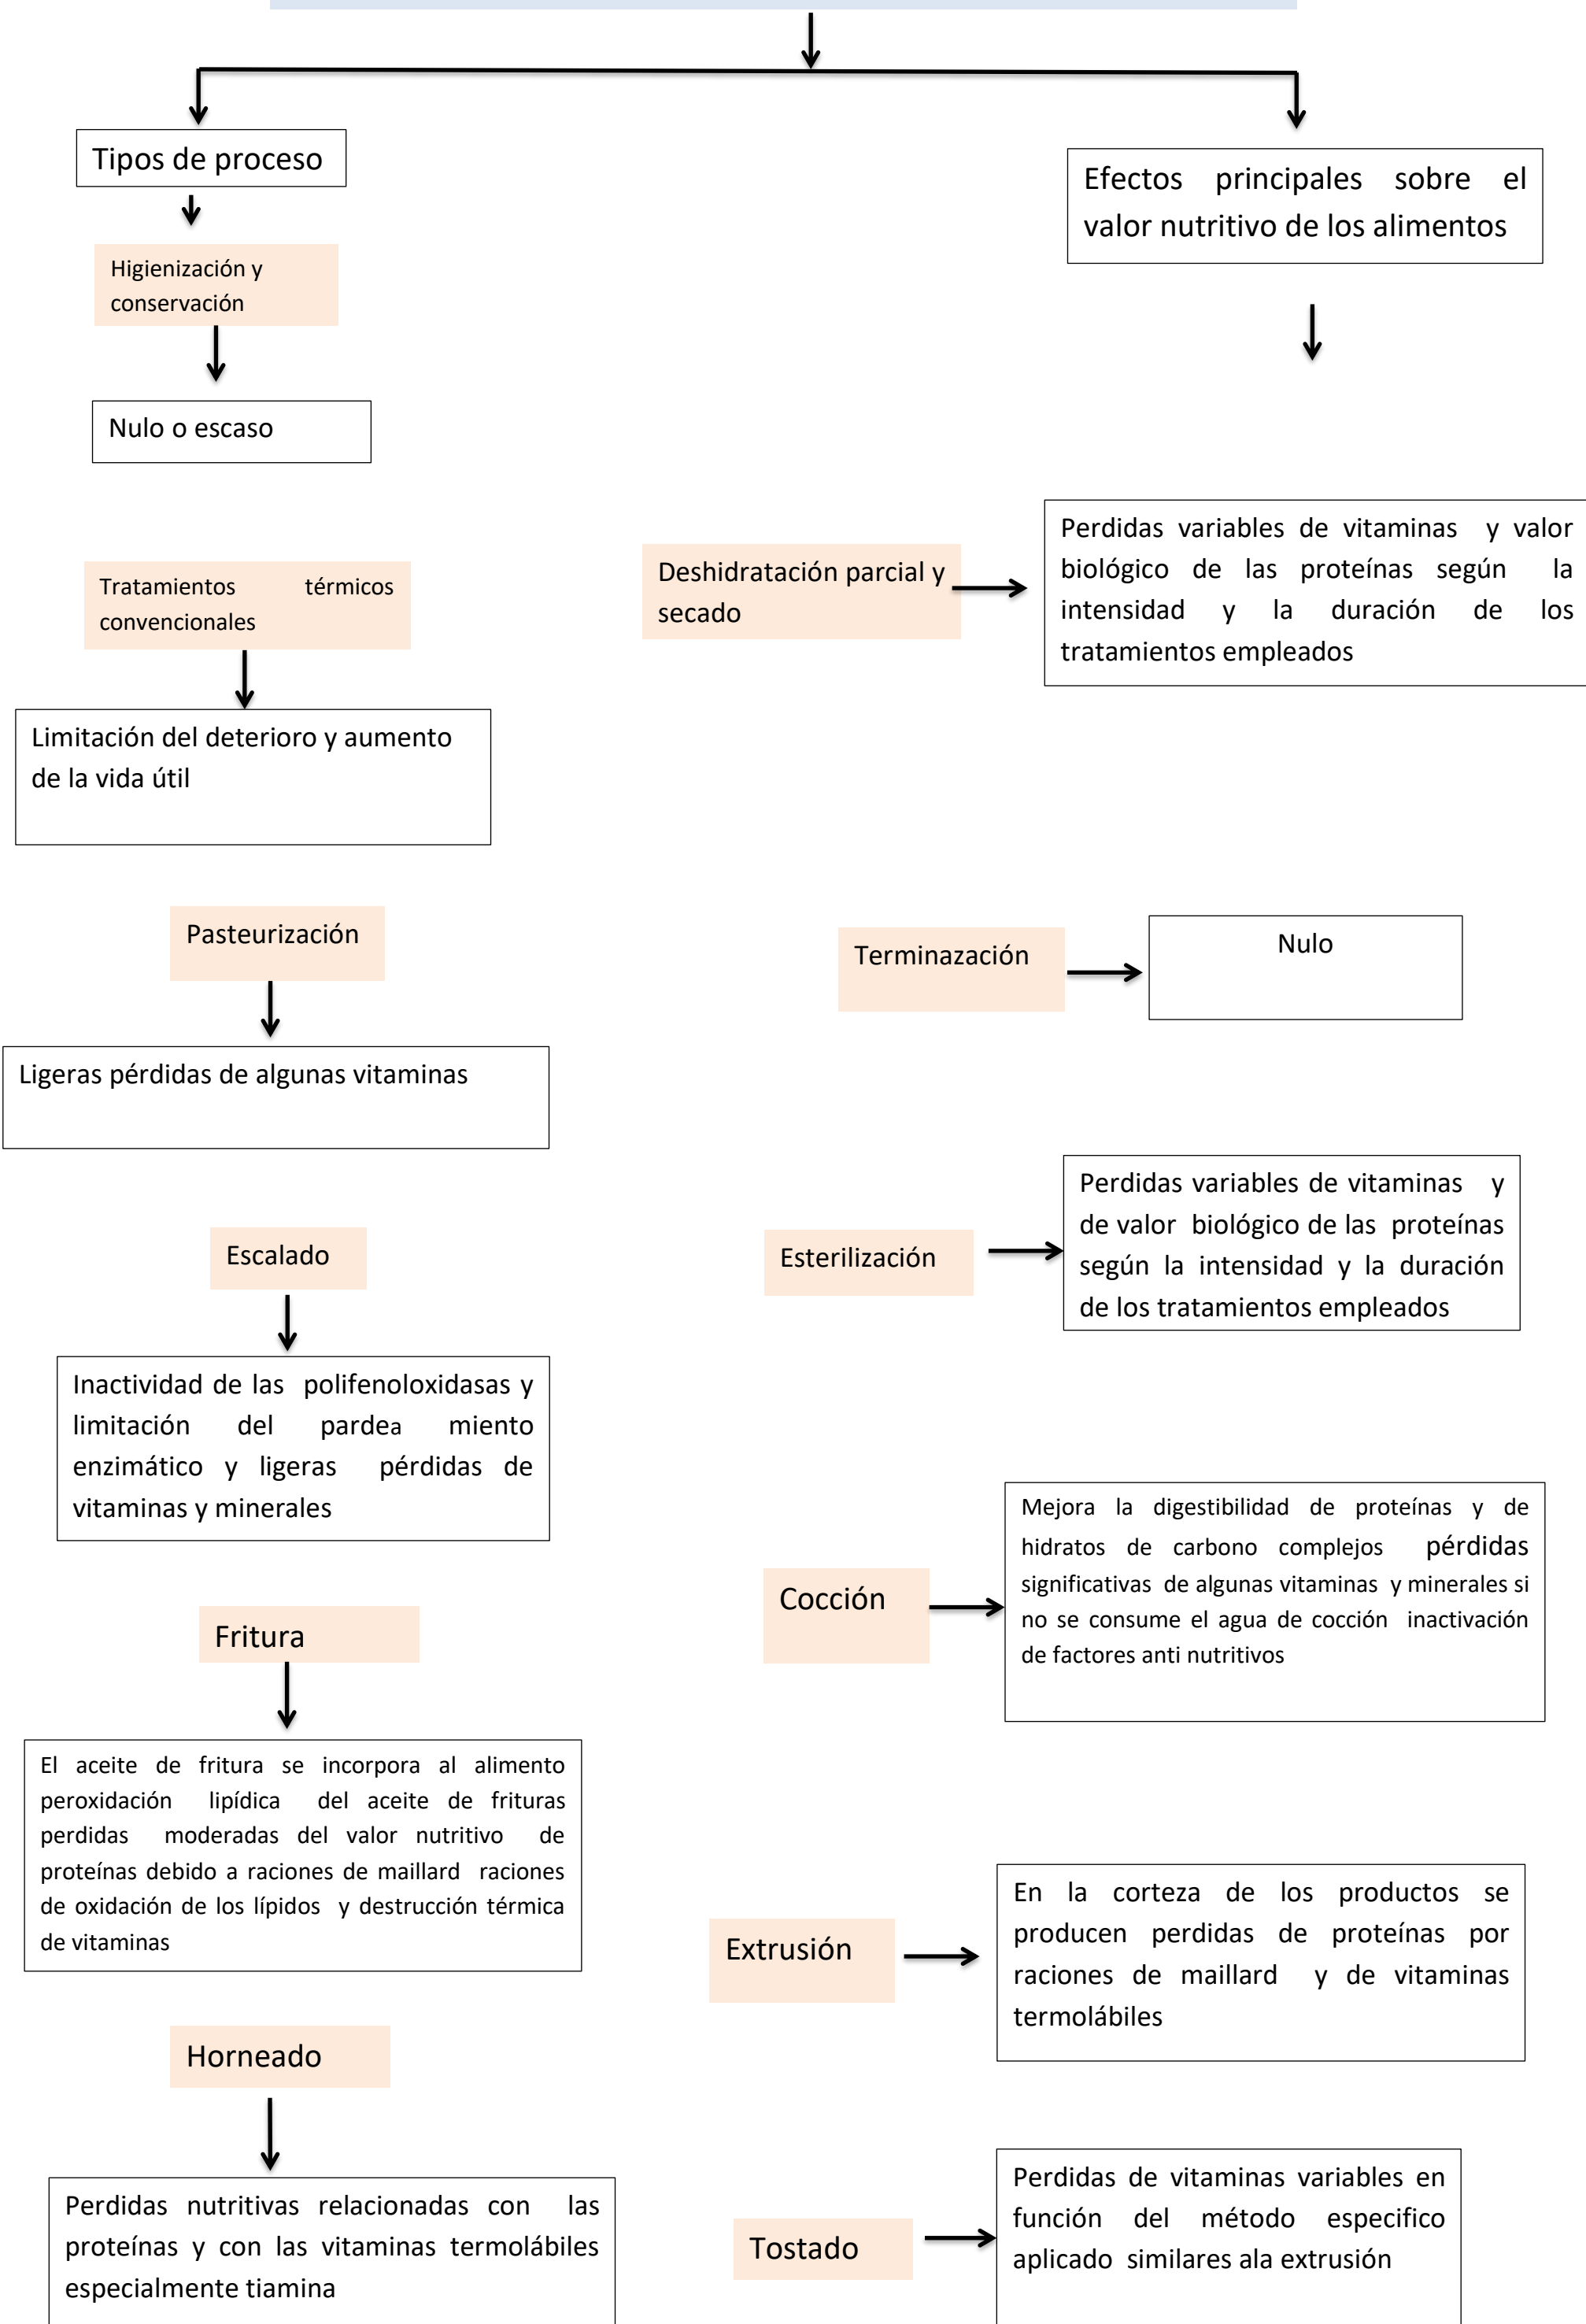 Tipos de proceso
Efectos principales sobre el
valor nutritivo de los alimentos
Higienización y
conservación
Nulo o escaso
Tratamientos térmicos
convencionales
Limitación del deterioro y aumento
de la vida útil
Deshidratación parcial y
secado
Perdidas variables de vitaminas y valor
biológico de las proteínas según la
intensidad y la duración de los
tratamientos empleados
Pasteurización
Ligeras pérdidas de algunas vitaminas
Terminazación
Nulo
Escalado
Inactividad de las polifenoloxidasas y
limitación del pardea miento
enzimático y ligeras pérdidas de
vitaminas y minerales
Esterilización
Perdidas variables de vitaminas y
de valor biológico de las proteínas
según la intensidad y la duración
de los tratamientos empleados
Fritura
El aceite de fritura se incorpora al alimento
peroxidación lipídica del aceite de frituras
perdidas moderadas del valor nutritivo de
proteínas debido a raciones de maillard raciones
de oxidación de los lípidos y destrucción térmica
de vitaminas
Cocción
Mejora la digestibilidad de proteínas y de
hidratos de carbono complejos pérdidas
significativas de algunas vitaminas y minerales si
no se consume el agua de cocción inactivación
de factores anti nutritivos
Extrusión
En la corteza de los productos se
producen perdidas de proteínas por
raciones de maillard y de vitaminas
termolábiles
Horneado
Perdidas nutritivas relacionadas con las
proteínas y con las vitaminas termolábiles
especialmente tiamina
Tostado
Perdidas de vitaminas variables en
función del método especifico
aplicado similares ala extrusión